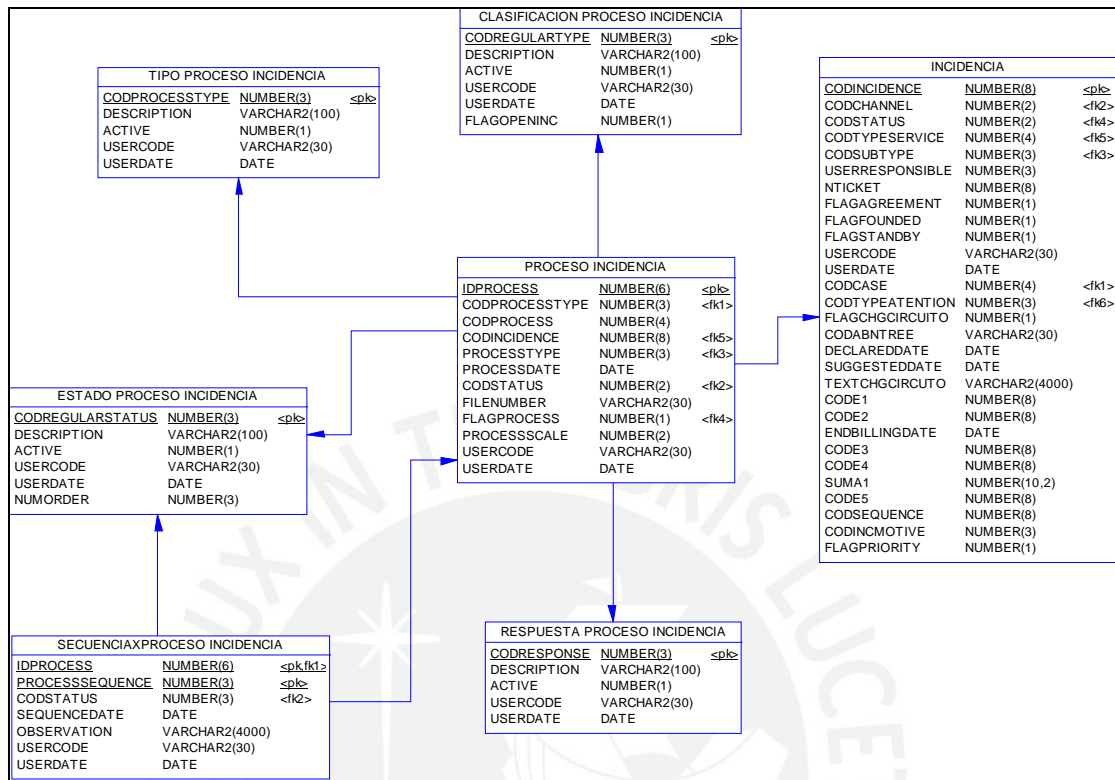 CLASIFICACION PROCESO INCIDENCIA
CODREGULARTYPE NUMBER(3) <pk>
DESCRIPTION VARCHAR2(100)
ACTIVE NUMBER(1)
USERCODE VARCHAR2(30)
USERDATE DATE
FLAGOPENINC NUMBER(1)
TIPO PROCESO INCIDENCIA
CODPROCESSTYPE NUMBER(3) <pk>
DESCRIPTION VARCHAR2(100)
ACTIVE NUMBER(1)
USERCODE VARCHAR2(30)
USERDATE DATE
INCIDENCIA
CODINCIDENCE NUMBER(8) <pk>
CODCHANNEL NUMBER(2) <fk2>
CODSTATUS NUMBER(2) <fk4>
CODTYPESERVICE NUMBER(4) <fk5>
CODSUBTYPE NUMBER(3) <fk3>
USERRESPONSIBLE NUMBER(3)
NTICKET NUMBER(8)
FLAGAGREEMENT NUMBER(1)
FLAGFOUNDED NUMBER(1)
FLAGSTANDBY NUMBER(1)
USERCODE VARCHAR2(30)
USERDATE DATE
CODCASE NUMBER(4) <fk1>
CODTYPEATENTION NUMBER(3) <fk6>
FLAGCHGCIRCUITO NUMBER(1)
CODABNTREE VARCHAR2(30)
DECLAREDDATE DATE
SUGGESTEDDATE DATE
TEXTCHGCIRCUTO VARCHAR2(4000)
CODE1 NUMBER(8)
CODE2 NUMBER(8)
ENDBILLINGDATE DATE
CODE3 NUMBER(8)
CODE4 NUMBER(8)
SUMA1 NUMBER(10,2)
CODE5 NUMBER(8)
CODSEQUENCE NUMBER(8)
CODINCMOTIVE NUMBER(3)
FLAGPRIORITY NUMBER(1)
PROCESO INCIDENCIA
IDPROCESS NUMBER(6) <pk>
CODPROCESSTYPE NUMBER(3) <fk1>
CODPROCESS NUMBER(4)
CODINCIDENCE NUMBER(8) <fk5>
PROCESSTYPE NUMBER(3) <fk3>
PROCESSDATE DATE
CODSTATUS NUMBER(2) <fk2>
FILENUMBER VARCHAR2(30)
FLAGPROCESS NUMBER(1) <fk4>
PROCESSSCALE NUMBER(2)
USERCODE VARCHAR2(30)
USERDATE DATE
ESTADO PROCESO INCIDENCIA
CODREGULARSTATUS NUMBER(3) <pk>
DESCRIPTION VARCHAR2(100)
ACTIVE NUMBER(1)
USERCODE VARCHAR2(30)
USERDATE DATE
NUMORDER NUMBER(3)
SECUENCIAXPROCESO INCIDENCIA
IDPROCESS NUMBER(6) <pk,fk1>
PROCESSSEQUENCE NUMBER(3) <pk>
CODSTATUS NUMBER(3) <fk2>
SEQUENCEDATE DATE
OBSERVATION VARCHAR2(4000)
USERCODE VARCHAR2(30)
USERDATE DATE
RESPUESTA PROCESO INCIDENCIA
CODRESPONSE NUMBER(3) <pk>
DESCRIPTION VARCHAR2(100)
ACTIVE NUMBER(1)
USERCODE VARCHAR2(30)
USERDATE DATE